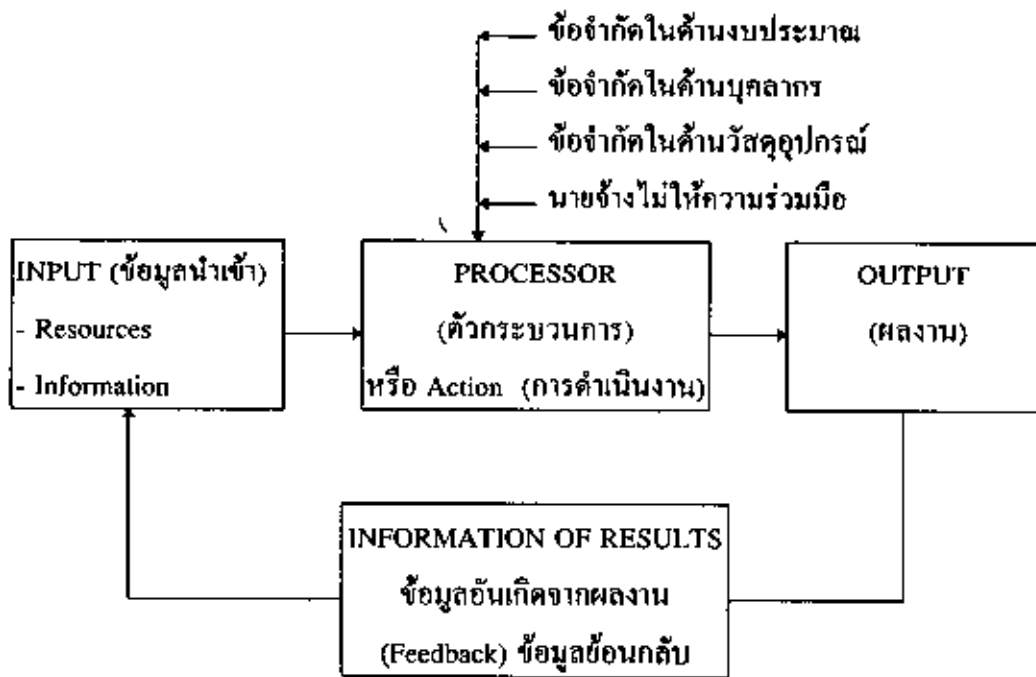 ข้อจำกัดในด้านงบประมาณ
ข้อจำกัดในด้านบุคลากร
ข้อจำกัดในด้านวัสดุอุปกรณ์
นายจ้างไม่ให้ความร่วมมือ
INPUT (ข้อมูลนำเข้า)
- Resources
- Information
PROCESSOR
(ตัวกระบวนการ)
หรือ Action (การดำเนินงาน)
OUTPUT
(ผลงาน)
INFORMATION OF RESULTS
ข้อมูลอันเกิดจากผลงาน
(Feedback) ข้อมูลย้อนกลับ